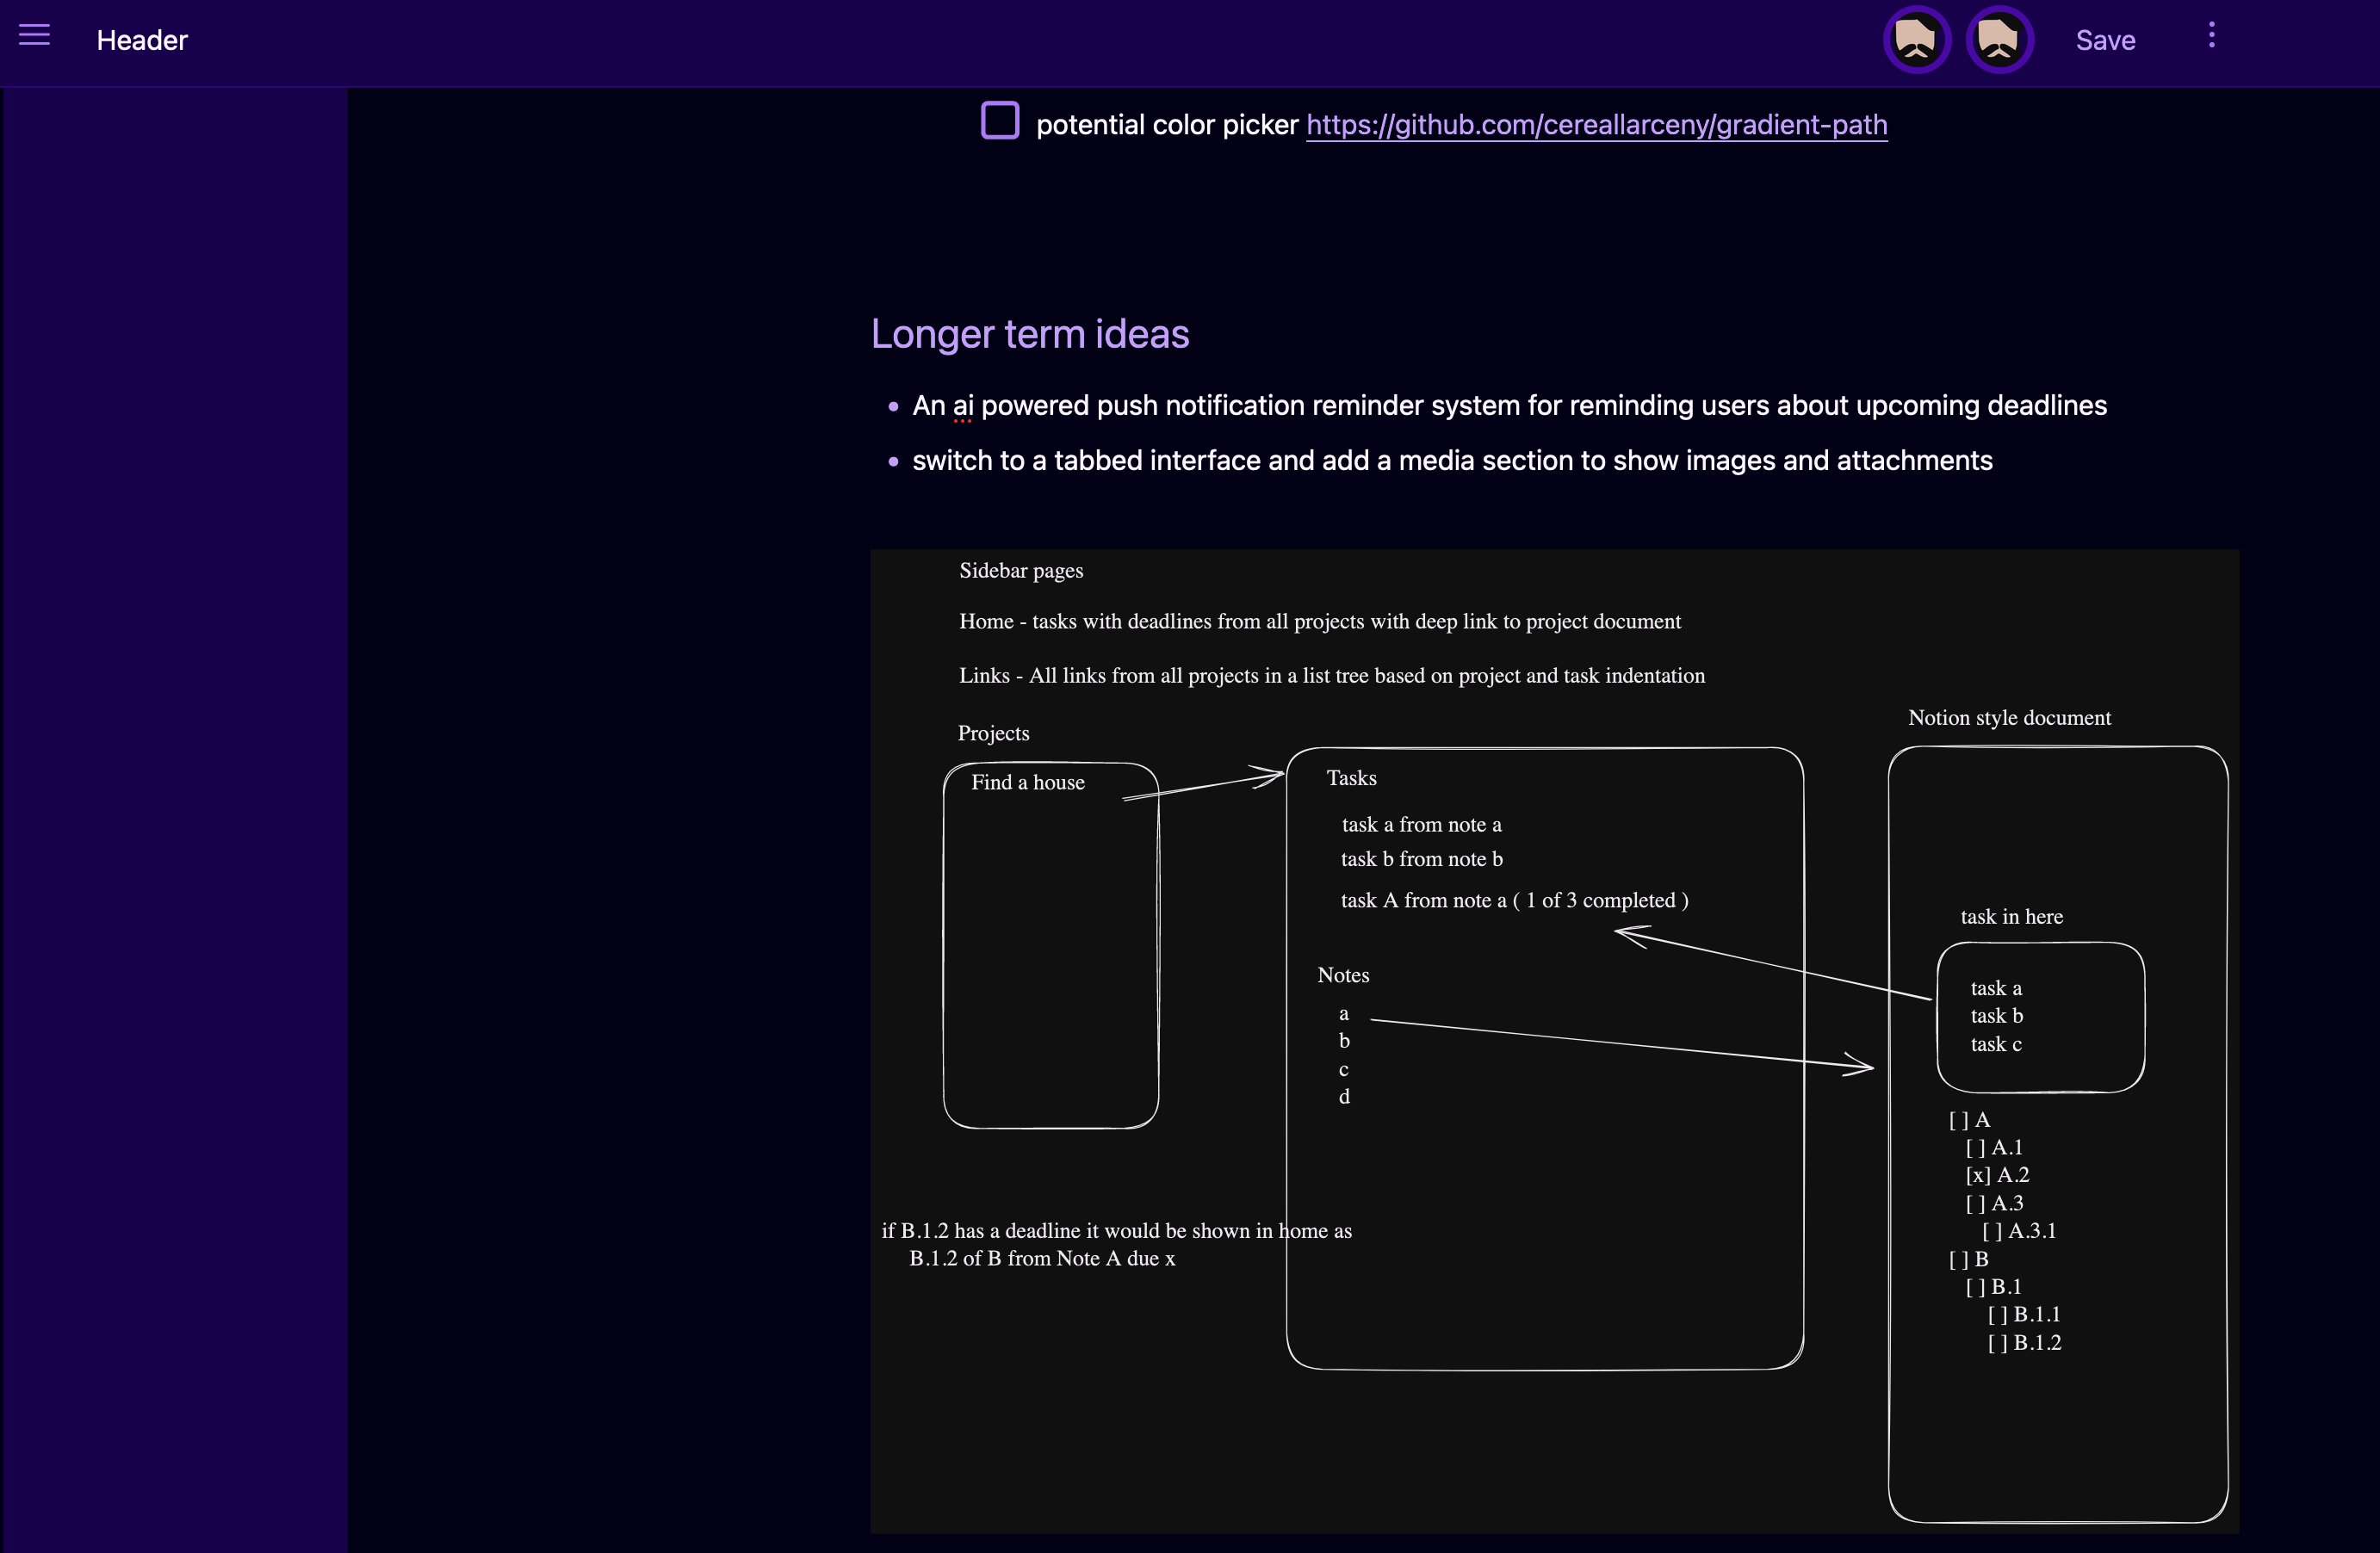 Header
Save
potential color picker https://github.com/cereallarceny/gradient-path
Longer term ideas
An ai powered push notification reminder system for reminding users about upcoming deadlines
switch to a tabbed interface and add a media section to show images and attachments
Sidebar pages
Home - tasks with deadlines from all projects with deep link to project document
Links - All links from all projects in a list tree based on project and task indentation
Projects
Find a house
Tasks
task a from note a
task b from note b
task A from note a ( 1 of 3 completed )
Notes
a
b
c
d
if B.1.2 has a deadline it would be shown in home as
B.1.2 of B from Note A due x
Notion style document
task in here
task a
task b
task c
[ ] A
[ ] A.1
[x] A.2
[ ] A.3
[ ] A.3.1
[ ] B
[ ] B.1
[ ] B.1.1
[ ] B.1.2